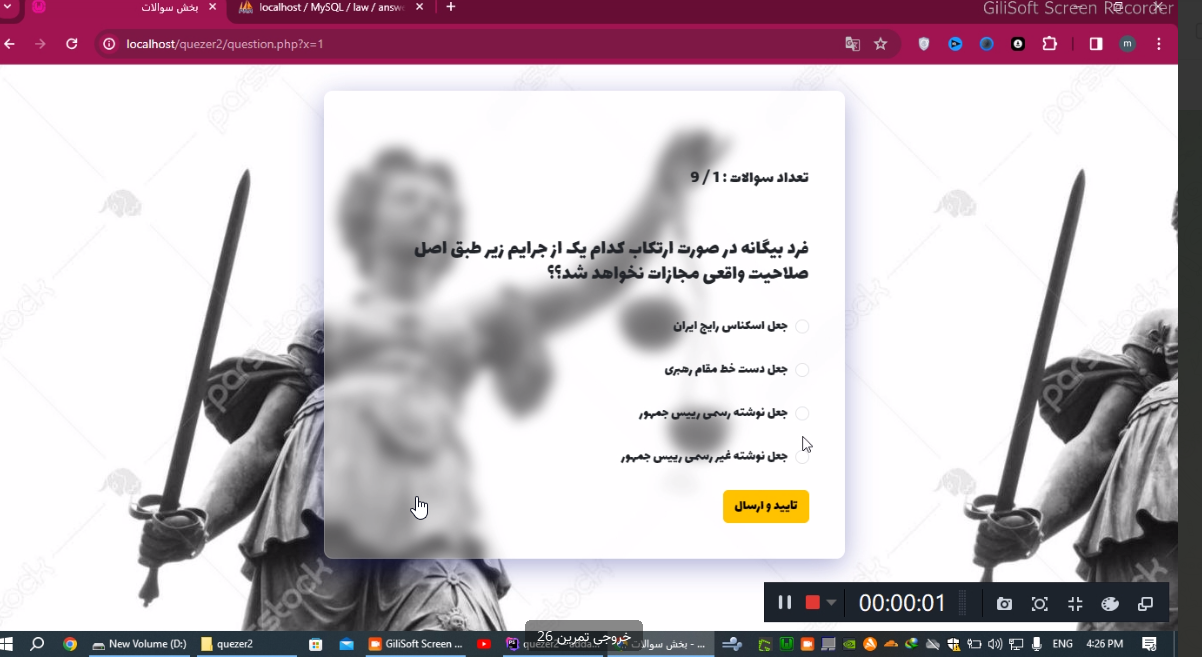 بخش سوالات
localhost / MySQL / law / answ
GiliSoft Screen Recorder
localhost/quezer2/question.php?x=1
m
تعداد سوالات : 1 / 9
فرد بیگانه در صورت ارتکاب کدام یک از جرایم زیر طبق اصل
صلاحیت واقعی مجازات نخواهد شد؟؟
جعل اسکناس رایج ایران
جعل دست خط مقام رهبری
جعل نوشته رسمی رییس جمهور
جعل نوشته غیر رسمی رییس جمهور
تایید و ارسال
00:00:01
خروجی تمرین 26
New Volume (D:)
quezer2
GiliSoft Screen ...
بخش سوالات - ...
ENG
4:26 PM